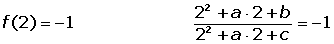 f(2) = −1    (2² + a · 2 + b)/(2² + a · 2 + c) = −1